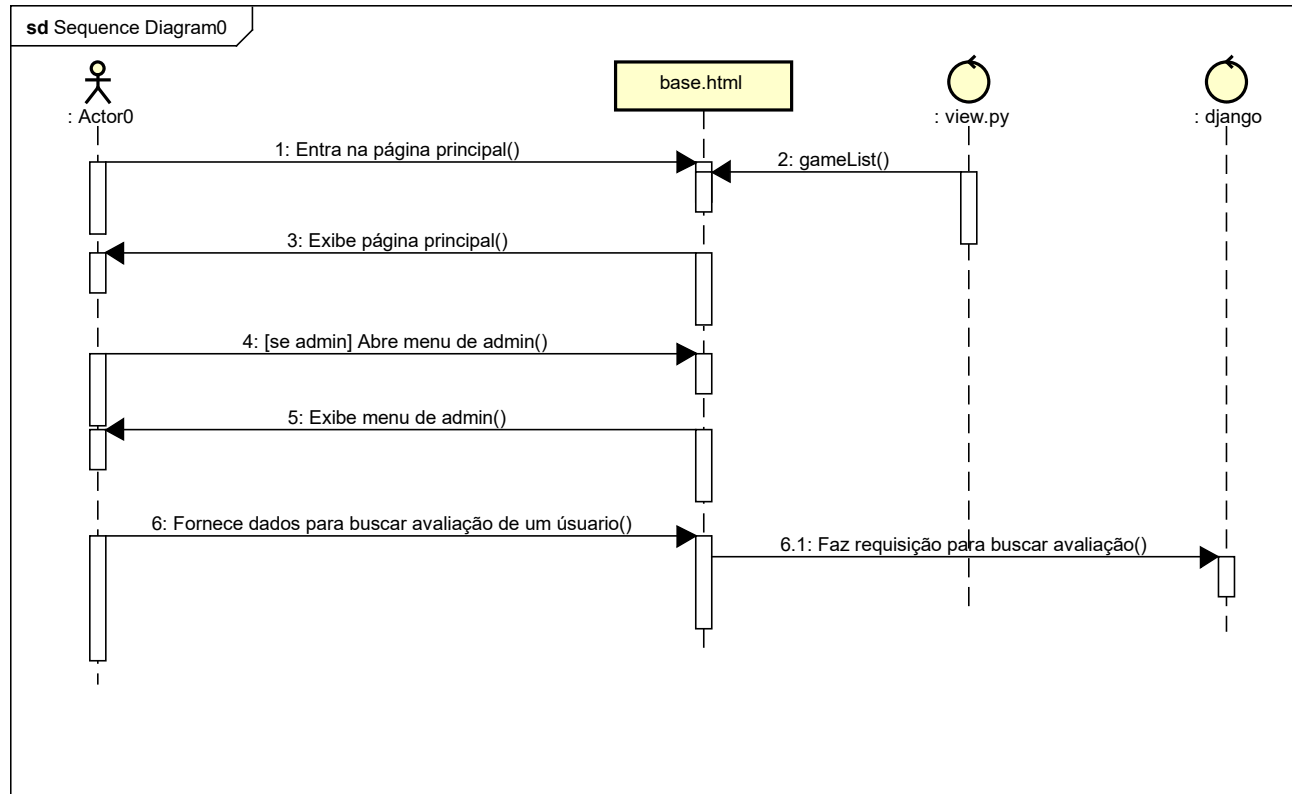 sd Sequence Diagram0
: Actor0
base.html
: view.py
: django
1: Entra na página principal()
2: gameList()
3: Exibe página principal()
4: [se admin] Abre menu de admin()
5: Exibe menu de admin()
6: Fornece dados para buscar avaliação de um úsuario()
6.1: Faz requisição para buscar avaliação()